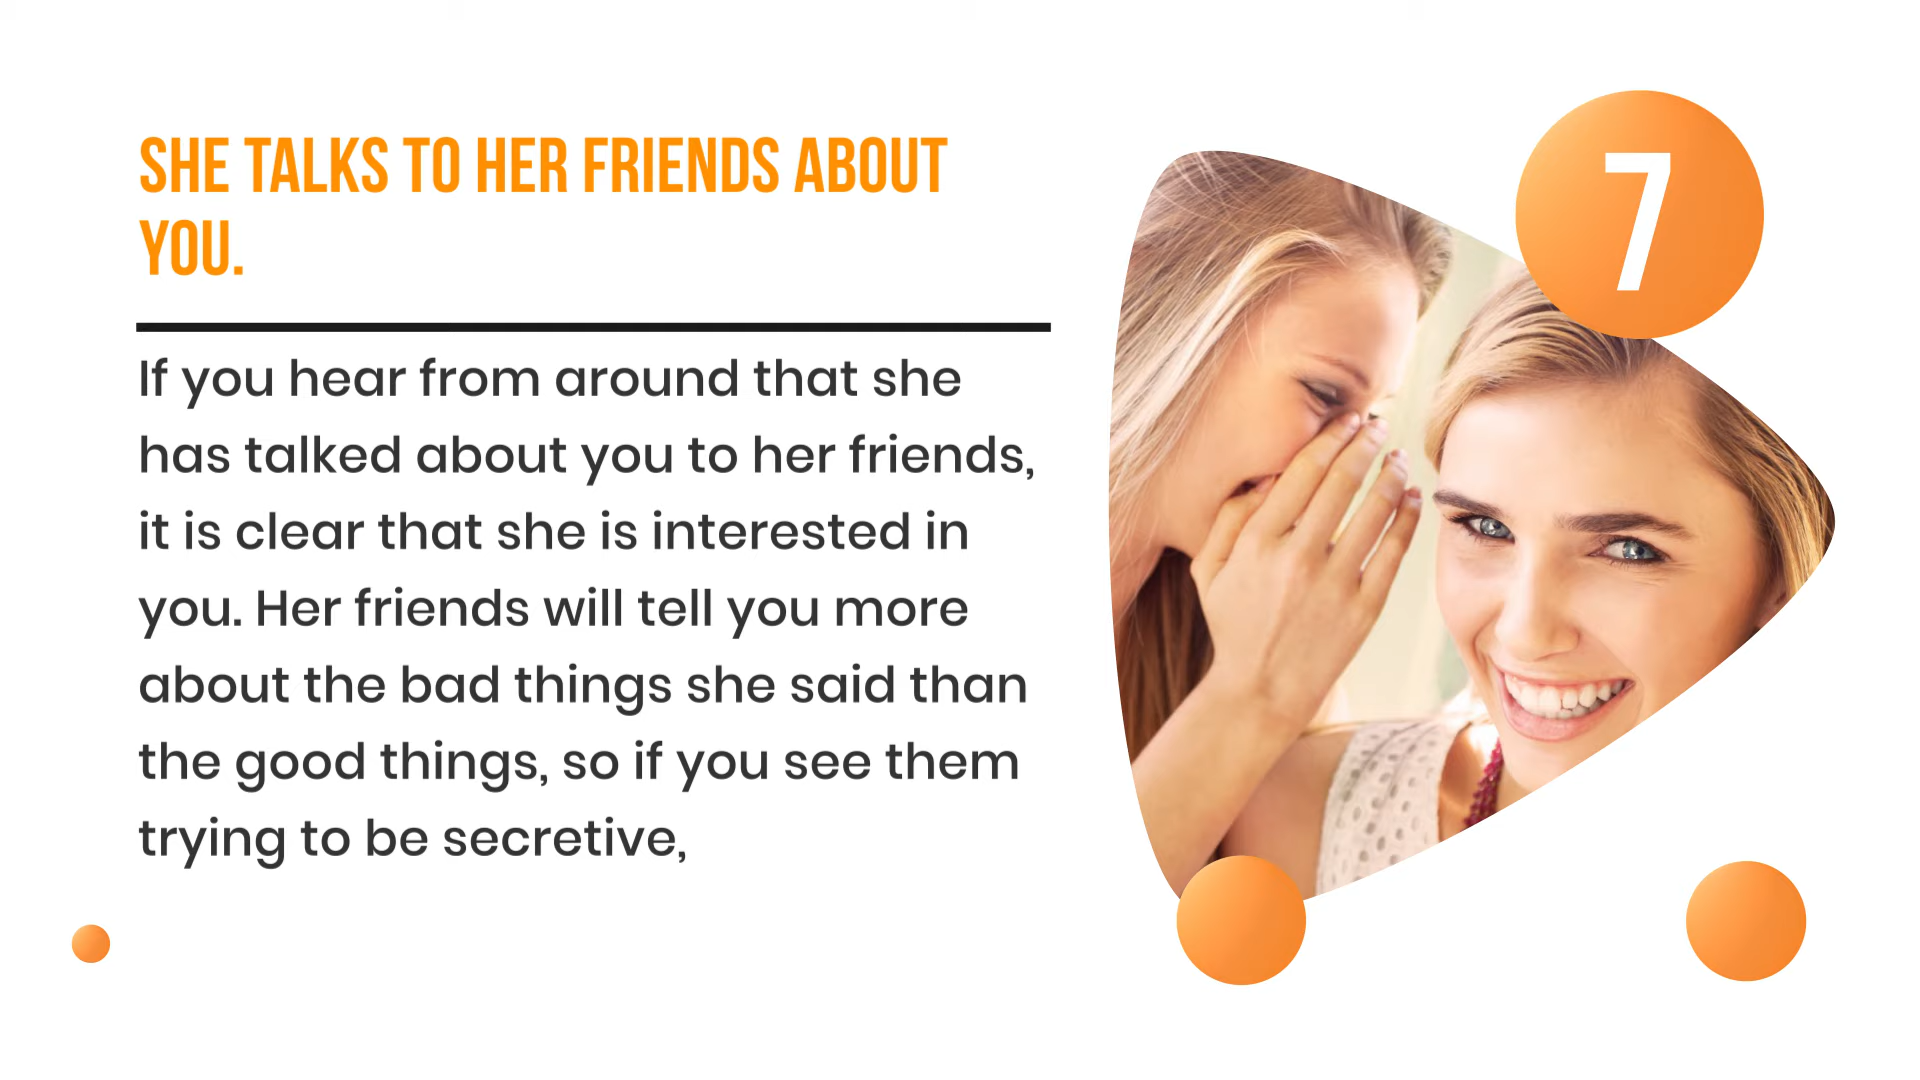 SHE TALKS TO HER FRIENDS ABOUT
YOU.
7
If you hear from around that she
has talked about you to her friends,
it is clear that she is interested in
you. Her friends will tell you more
about the bad things she said than
the good things, so if you see them
trying to be secretive,